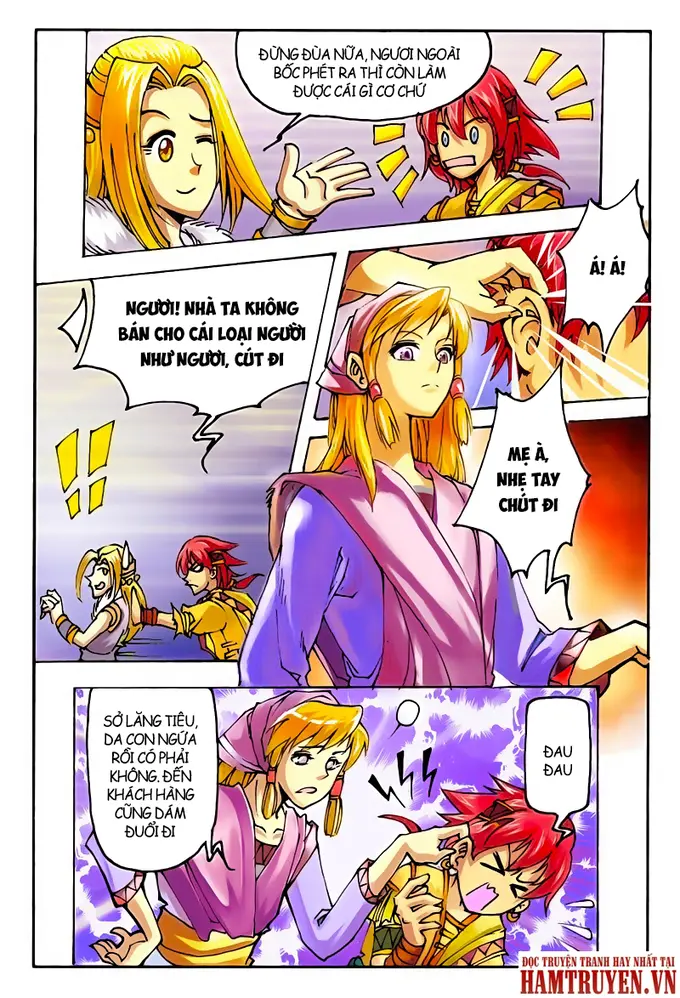 ĐỪNG ĐÙA NỮA, NGƯƠI NGOÀI
BỐC PHÉT RA THÌ CÒN LÀM
ĐƯỢC CÁI GÌ CƠ CHỨ
Á! Á!
NGƯƠI! NHÀ TA KHÔNG
BÁN CHO CÁI LOẠI NGƯỜI
NHƯ NGƯƠI, CÚT ĐI
MẸ À,
NHẸ TAY
CHÚT ĐI
SỞ LĂNG TIÊU,
DA CON NGỨA
RỒI CÓ PHẢI
KHÔNG. ĐẾN
KHÁCH HÀNG
CŨNG DÁM
ĐUỔI ĐI
ĐAU
ĐAU
ĐỌC TRUYỆN TRANH HAY NHẤT TẠI
HAMTRUYEN.VN